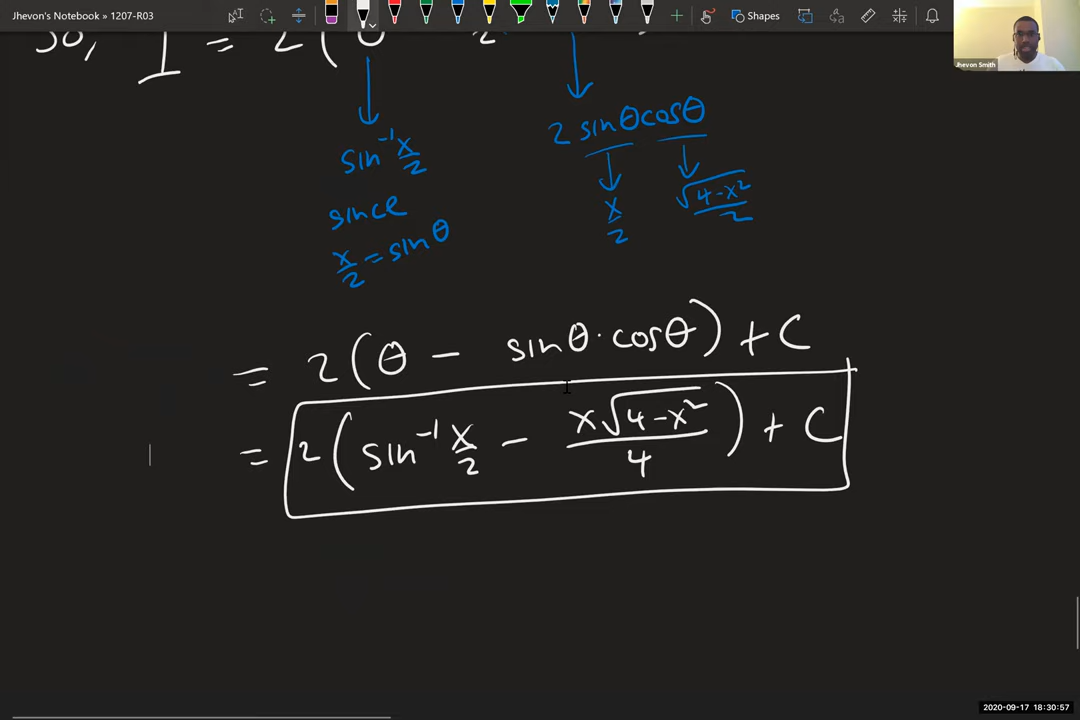 Jhevon's Notebook » 1207-R03
Shapes
Jhevon Smith
So, I = 2(θ 2
2 sinθcosθ
sin⁻¹ x/2
since
x/2 = sinθ
x/2
√(4-x²)/2
= 2(θ - sinθ·cosθ) + C
= 2(sin⁻¹ x/2 - x√(4-x²)/4) + C
2020-09-17 18:30:57